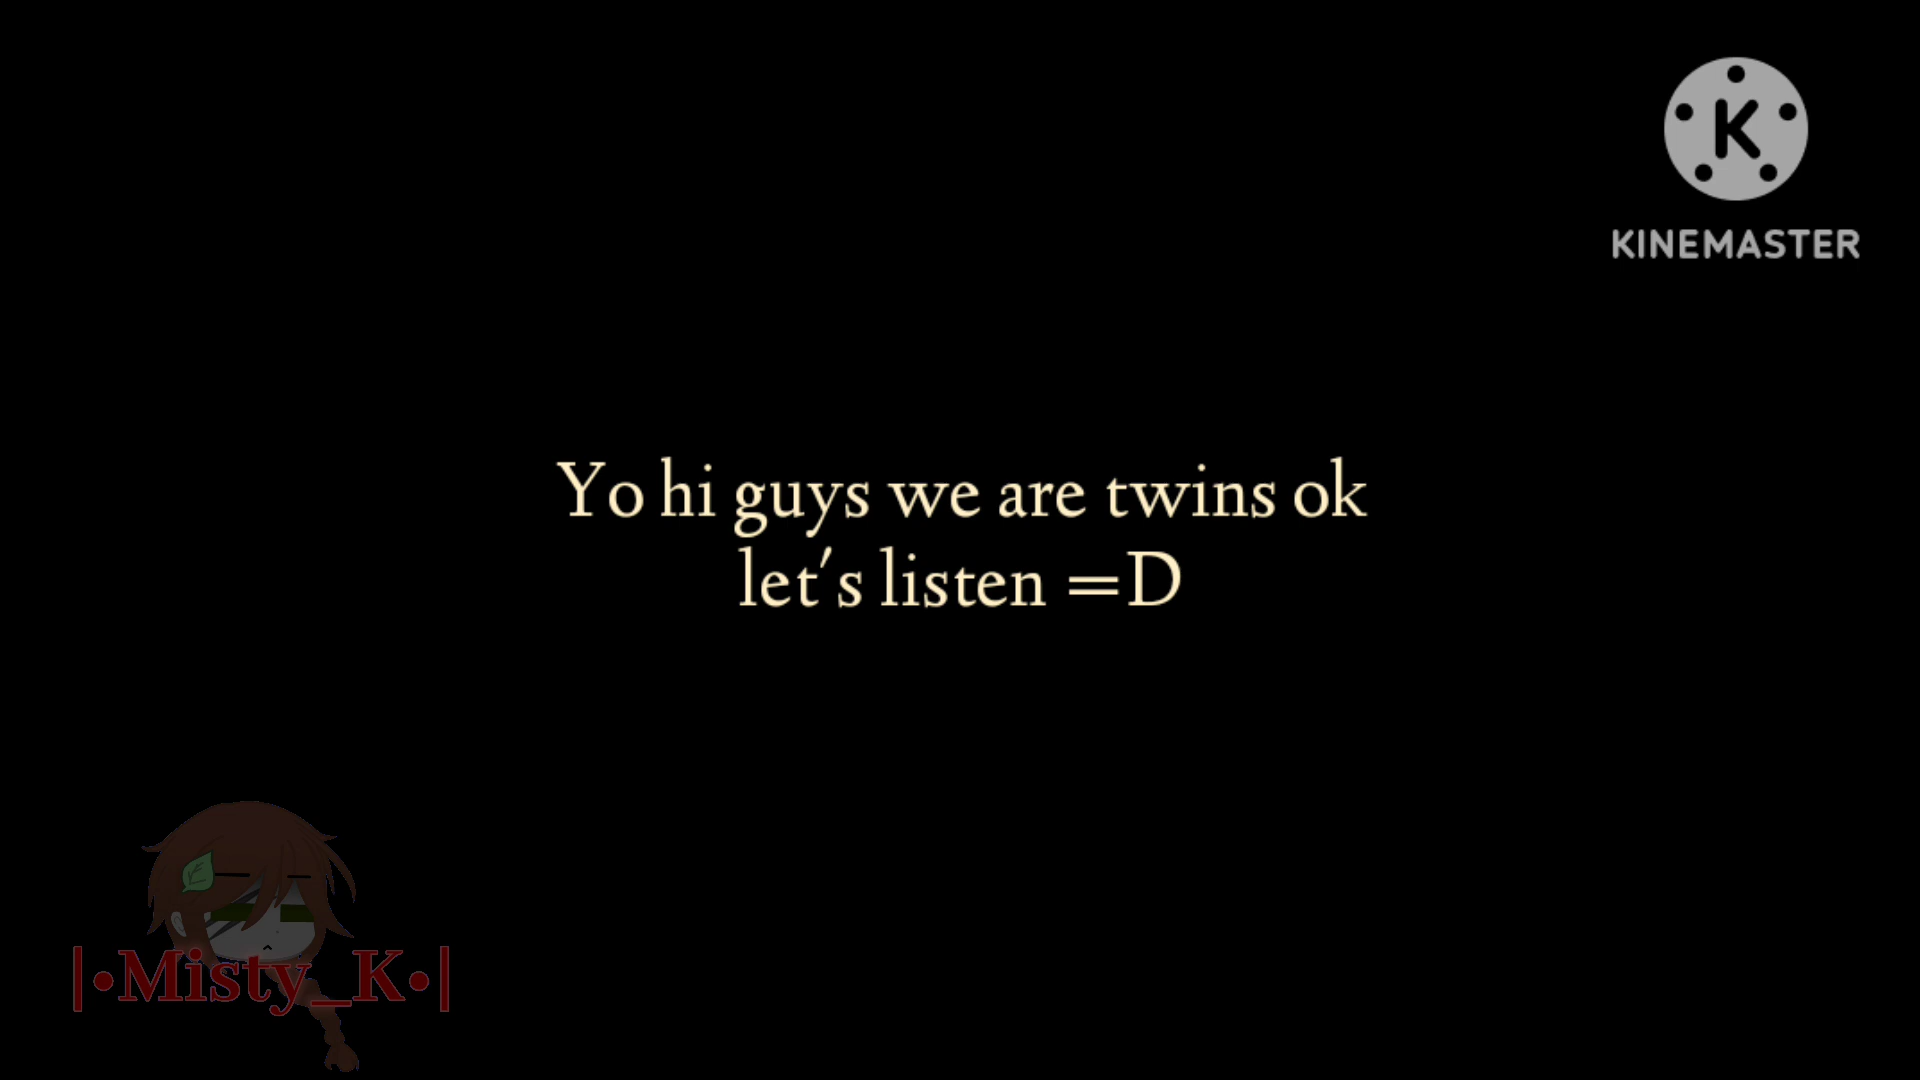 K
KINEMASTER
Yo hi guys we are twins ok
let's listen =D
|•Misty_K•|